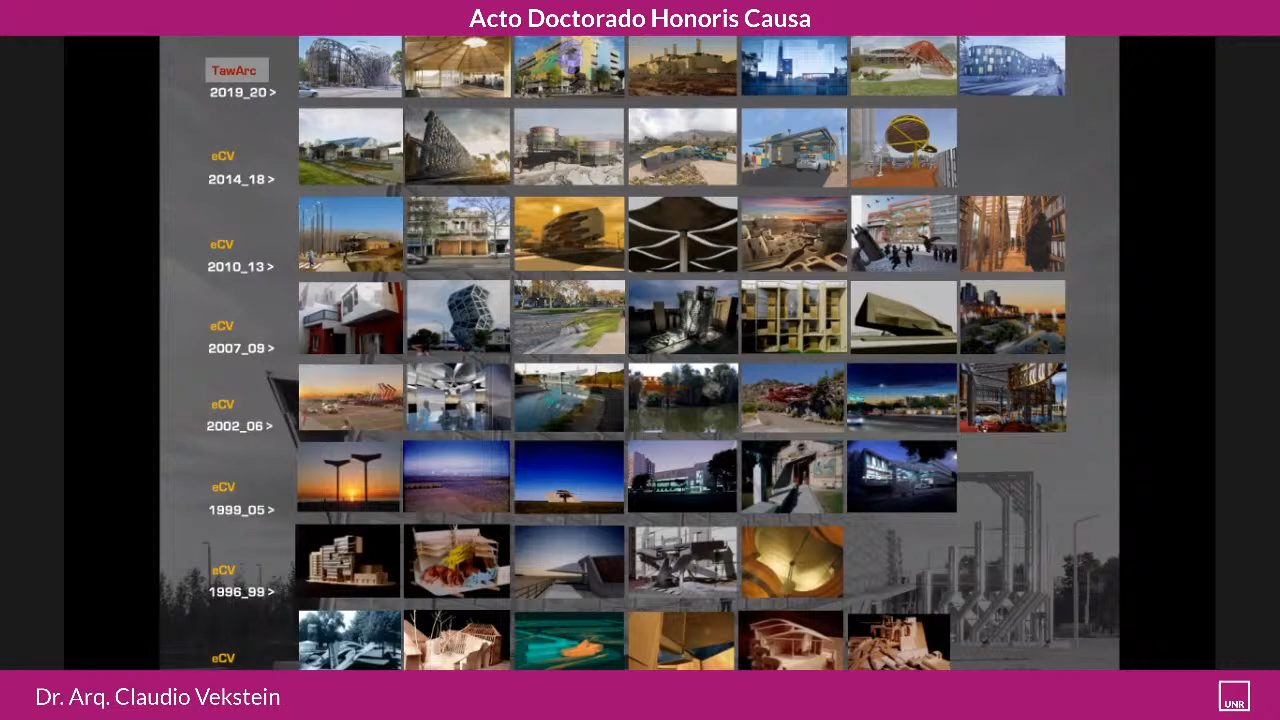 Acto Doctorado Honoris Causa
TawArc
2019_20 >
eCV
2014_18 >
eCV
2010_13 >
eCV
2007_09 >
eCV
2002_06 >
eCV
1999_05 >
eCV
1996_99 >
eCV
Dr. Arq. Claudio Vekstein
UNR